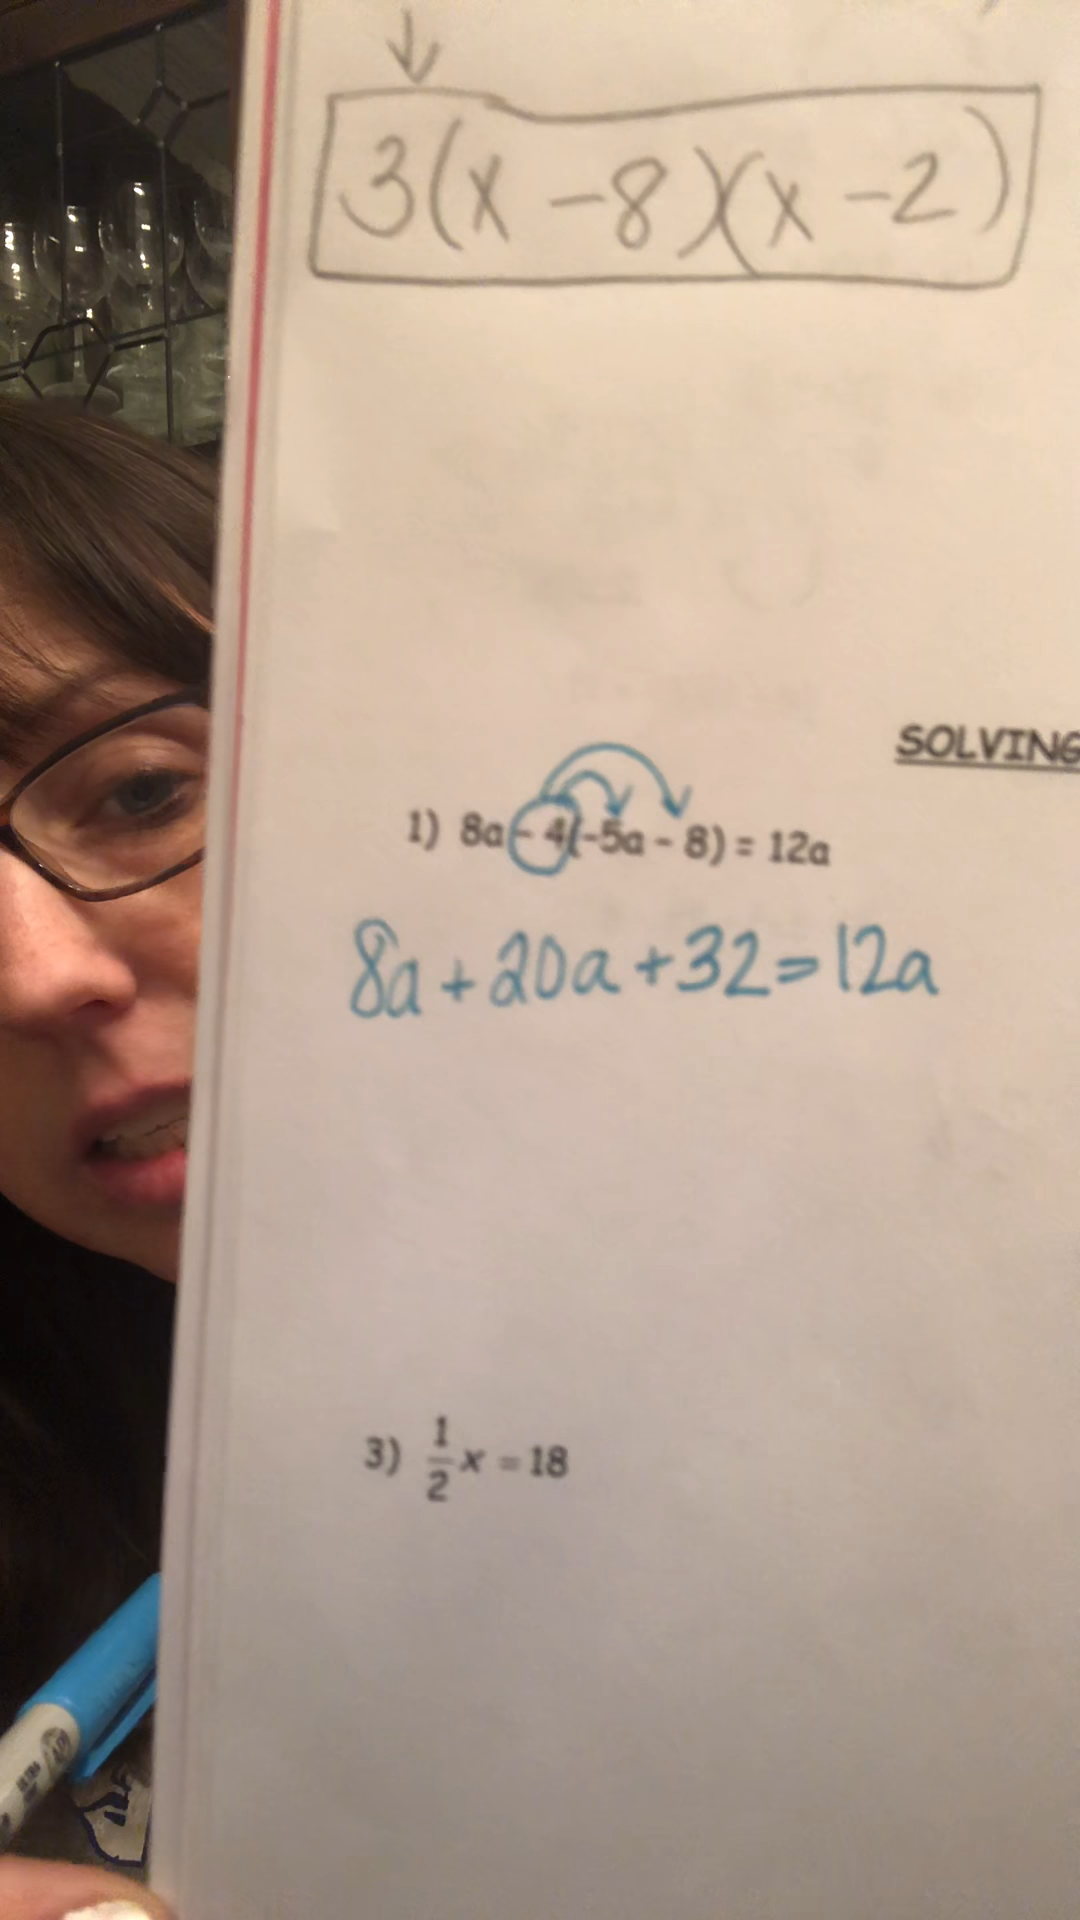 3(x - 8)(x - 2)
SOLVING
1) 8a - 4(-5a - 8) = 12a
8a + 20a + 32 = 12a
3) 1/2 x = 18